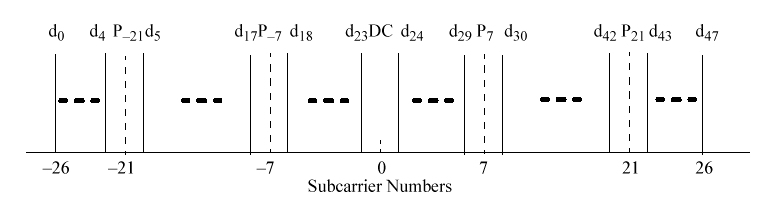 d0 d4 P–21 d5 d17 P–7 d18 d23 DC d24 d29 P7 d30 d42 P21 d43 d47
–26 –21 –7 0 7 21 26
Subcarrier Numbers